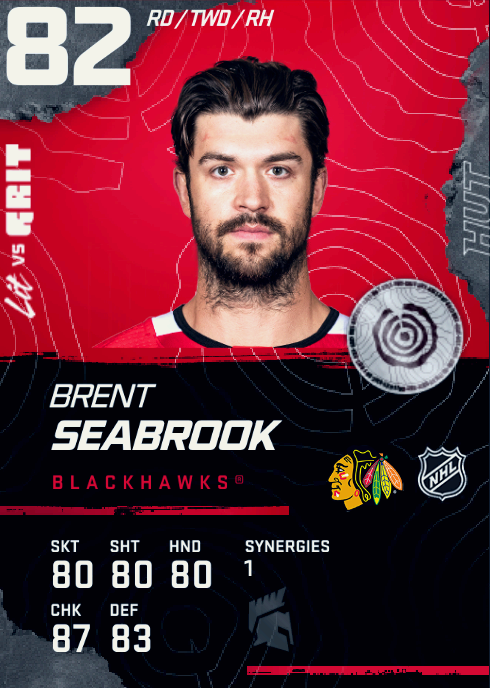 82
RD / TWD / RH
Lit vs GRIT
HUT
BRENT
SEABROOK
BLACKHAWKS®
NHL
SKT SHT HND SYNERGIES
80 80 80 1
CHK DEF
87 83